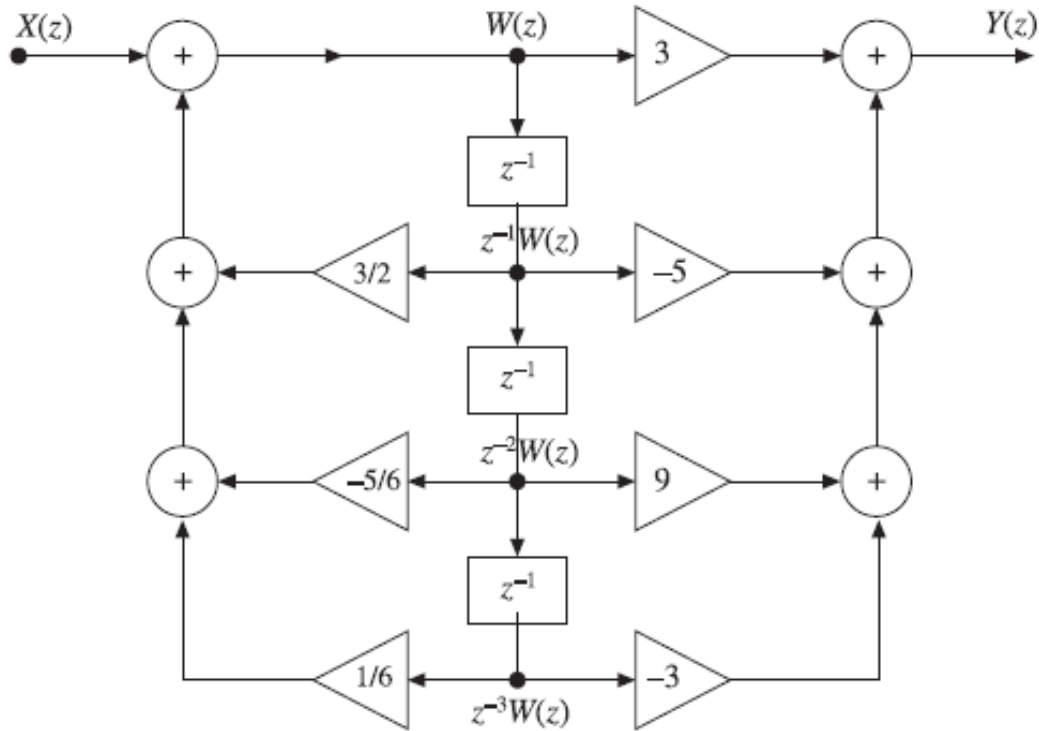 X(z) W(z) Y(z)
+ 3 +
z⁻¹
z⁻¹W(z)
+ 3/2 −5 +
z⁻¹
z⁻²W(z)
+ −5/6 9 +
z⁻¹
1/6 −3
z⁻³W(z)